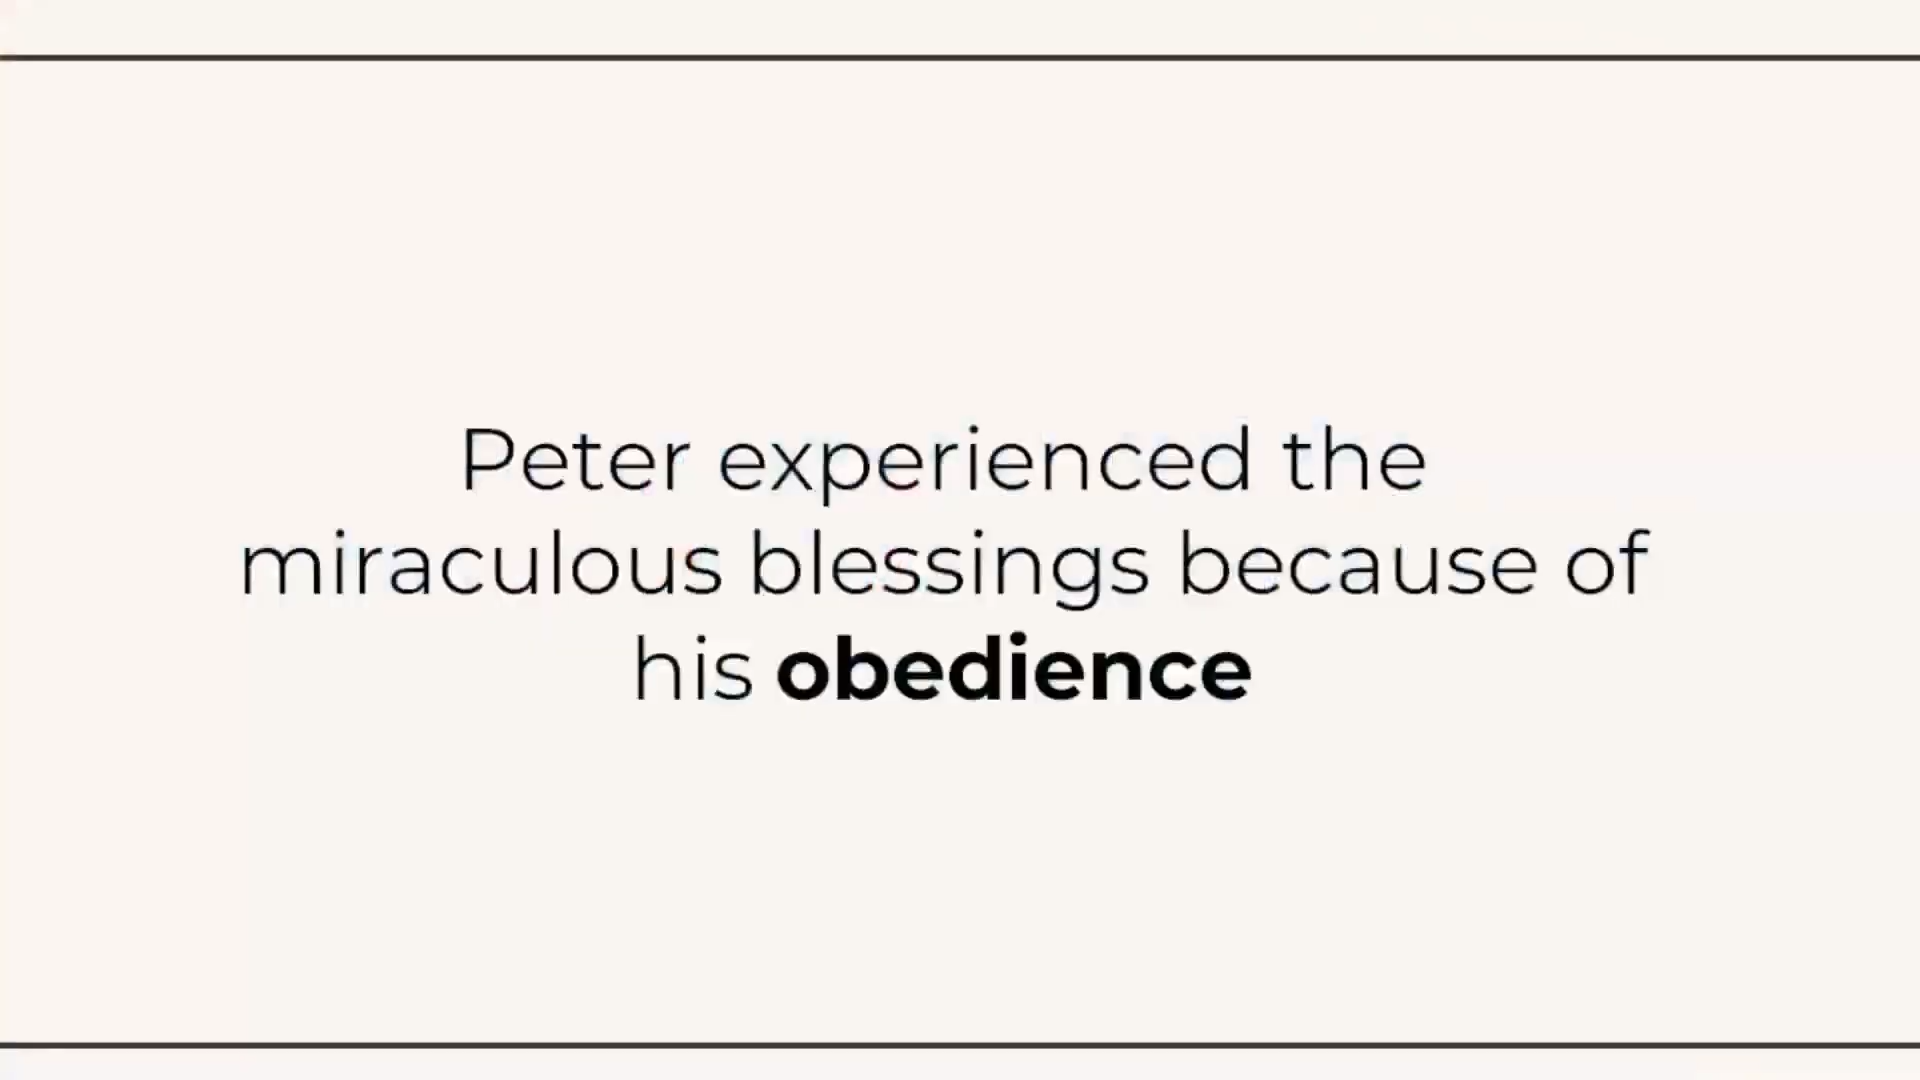 Peter experienced the
miraculous blessings because of
his obedience